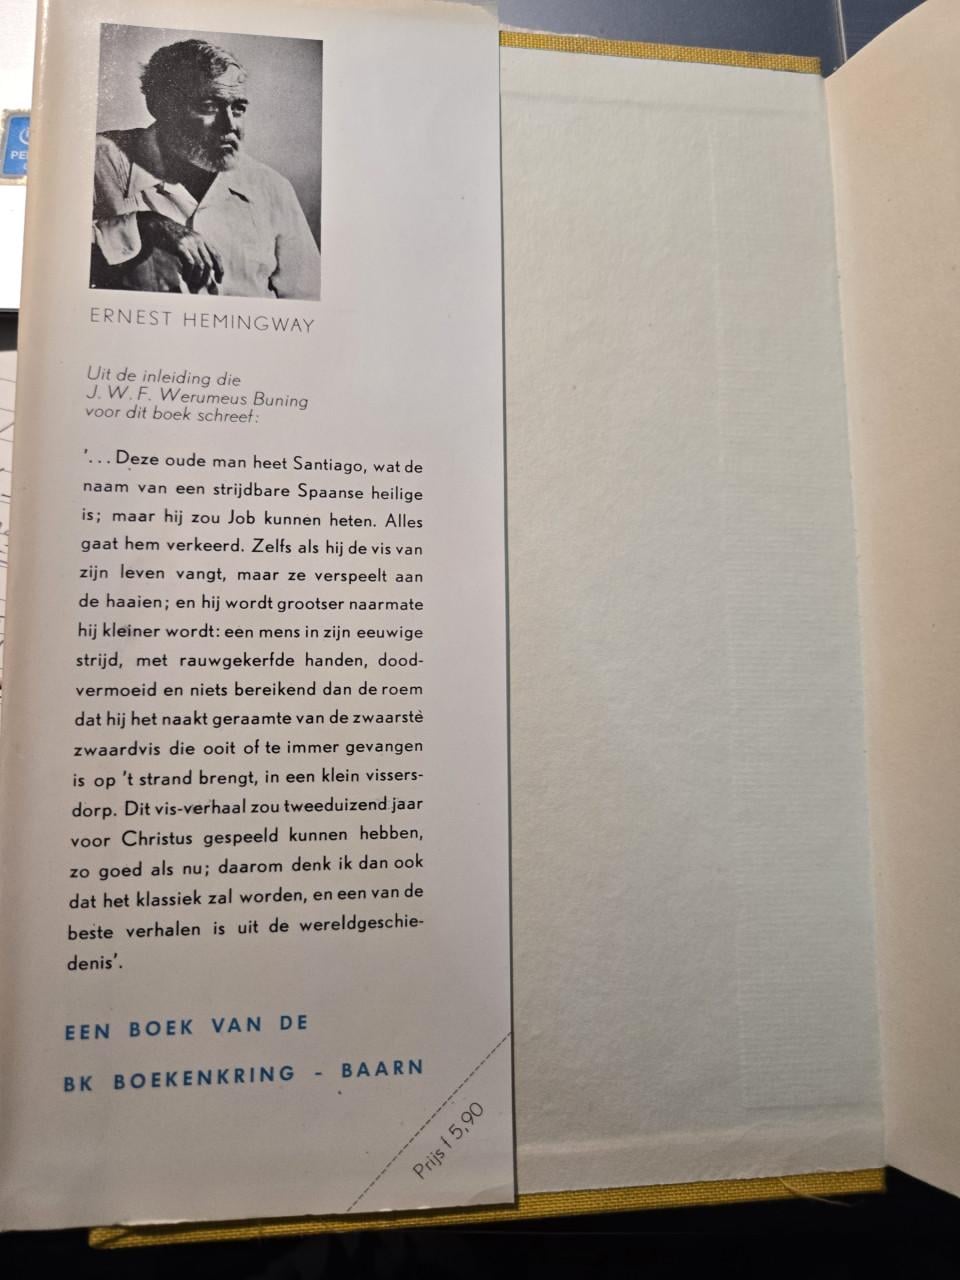 ERNEST HEMINGWAY
Uit de inleiding die
J. W. F. Werumeus Buning
voor dit boek schreef:
'... Deze oude man heet Santiago, wat de
naam van een strijdbare Spaanse heilige
is; maar hij zou Job kunnen heten. Alles
gaat hem verkeerd. Zelfs als hij de vis van
zijn leven vangt, maar ze verspeelt aan
de haaien; en hij wordt grootser naarmate
hij kleiner wordt: een mens in zijn eeuwige
strijd, met rauwgekerfde handen, dood-
vermoeid en niets bereikend dan de roem
dat hij het naakt geraamte van de zwaarste
zwaardvis die ooit of te immer gevangen
is op 't strand brengt, in een klein vissers-
dorp. Dit vis-verhaal zou tweeduizend jaar
voor Christus gespeeld kunnen hebben,
zo goed als nu; daarom denk ik dan ook
dat het klassiek zal worden, en een van de
beste verhalen is uit de wereldgeschie-
denis'.
EEN BOEK VAN DE
BK BOEKENKRING - BAARN
Prijs f 5,90